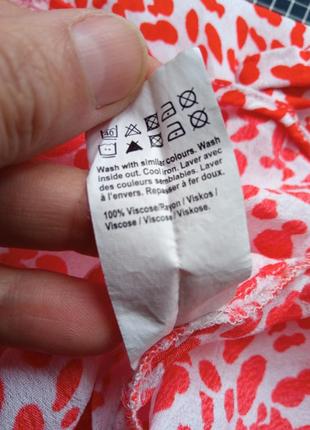 40
Wash with similar colours. Wash
inside out. Cool iron. Laver avec
des couleurs semblables. Laver
à l'envers. Repasser à fer doux.
100% Viscose/Rayon / Viskos /
Viscose / Viscose / Viskose.